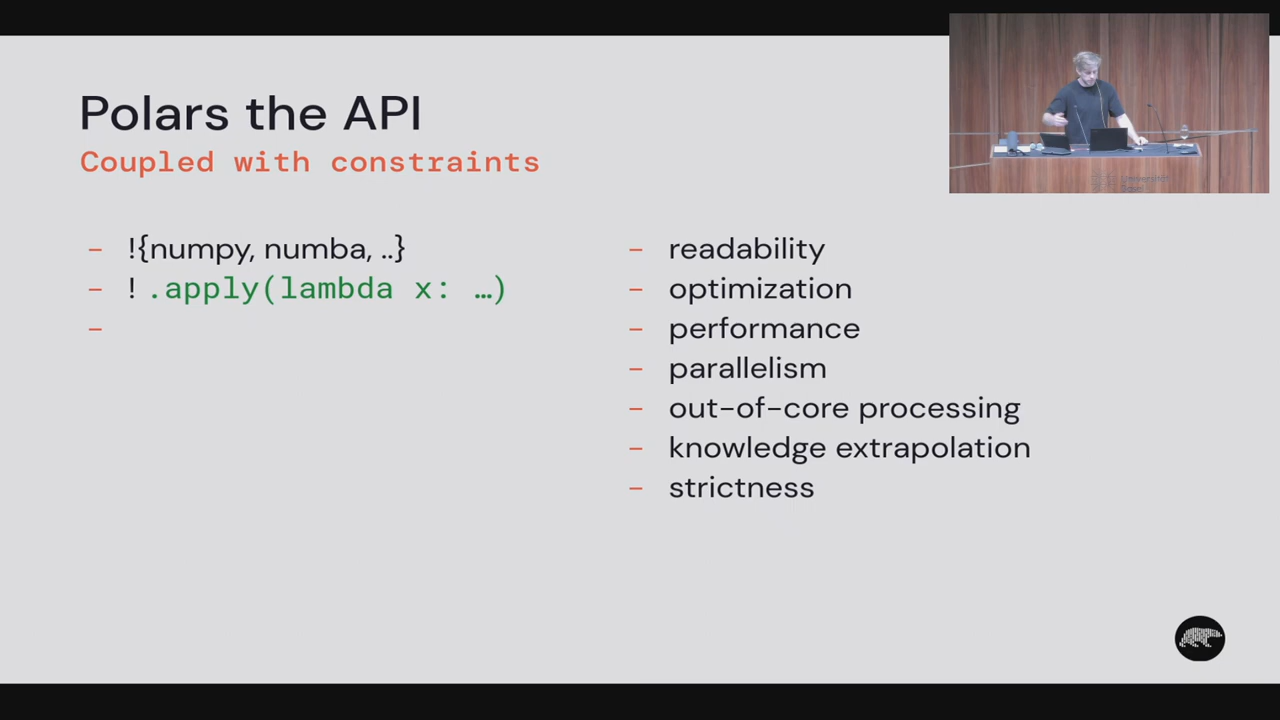 Polars the API
Coupled with constraints
- !{numpy, numba, ..}
- ! .apply(lambda x: …)
-
- readability
- optimization
- performance
- parallelism
- out-of-core processing
- knowledge extrapolation
- strictness
Universität